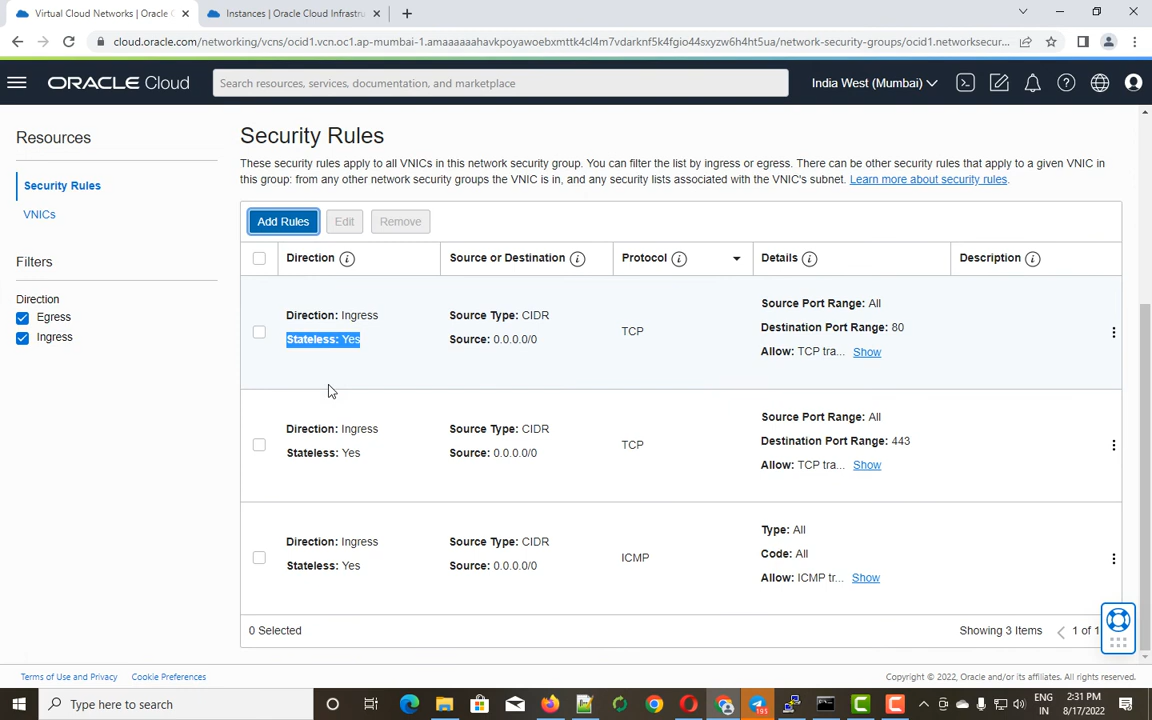 Virtual Cloud Networks | Oracle C
Instances | Oracle Cloud Infrastru
cloud.oracle.com/networking/vcns/ocid1.vcn.oc1.ap-mumbai-1.amaaaaaahavkpoyawoebxmttk4cl4m7vdarknf5k4fgio44sxyzw6h4ht5ua/network-security-groups/ocid1.networksecur...
ORACLE Cloud
Search resources, services, documentation, and marketplace
India West (Mumbai)
Resources
Security Rules
VNICs
Filters
Direction
Egress
Ingress
Security Rules
These security rules apply to all VNICs in this network security group. You can filter the list by ingress or egress. There can be other security rules that apply to a given VNIC in
this group: from any other network security groups the VNIC is in, and any security lists associated with the VNIC's subnet. Learn more about security rules.
Add Rules Edit Remove
Direction Source or Destination Protocol Details Description
Direction: Ingress
Stateless: Yes
Source Type: CIDR
Source: 0.0.0.0/0
TCP
Source Port Range: All
Destination Port Range: 80
Allow: TCP tra... Show
Direction: Ingress
Stateless: Yes
Source Type: CIDR
Source: 0.0.0.0/0
TCP
Source Port Range: All
Destination Port Range: 443
Allow: TCP tra... Show
Direction: Ingress
Stateless: Yes
Source Type: CIDR
Source: 0.0.0.0/0
ICMP
Type: All
Code: All
Allow: ICMP tr... Show
0 Selected
Showing 3 Items 1 of 1
Terms of Use and Privacy Cookie Preferences
Copyright © 2022, Oracle and/or its affiliates. All rights reserved.
Type here to search
195
ENG
IN
2:31 PM
8/17/2022